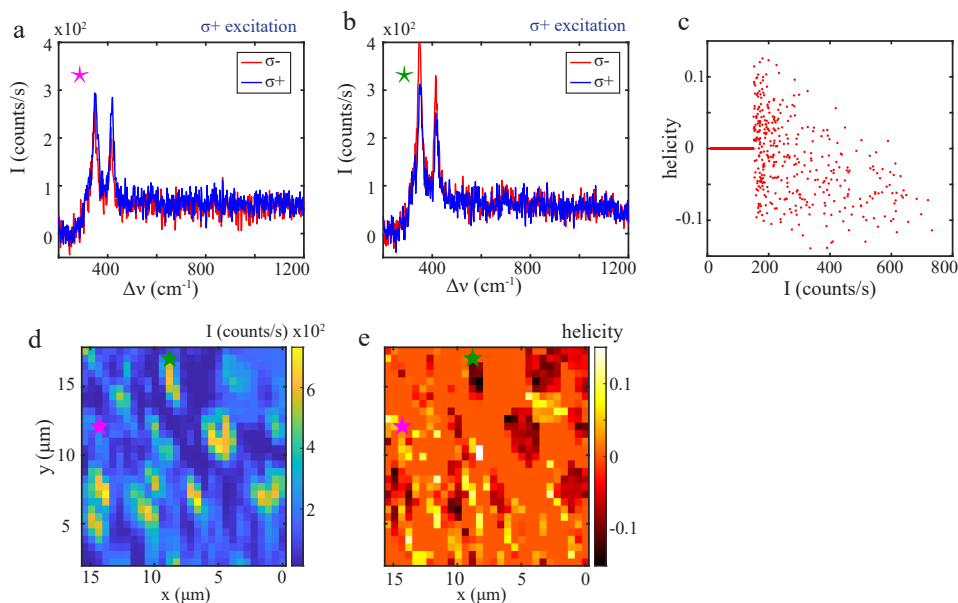 a
x10²
σ+ excitation
σ-
σ+
I (counts/s)
4
3
2
1
0
400
800
1200
Δν (cm⁻¹)
b
x10²
σ+ excitation
σ-
σ+
I (counts/s)
4
3
2
1
0
400
800
1200
Δν (cm⁻¹)
c
helicity
0.1
0
-0.1
0
200
400
600
800
I (counts/s)
d
I (counts/s) x10²
y (μm)
15
10
5
15
10
5
0
x (μm)
6
4
2
e
helicity
15
10
5
0
x (μm)
0.1
0
-0.1